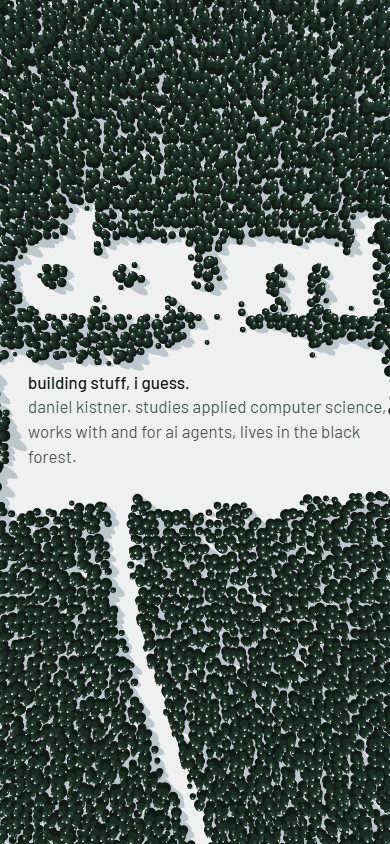 building stuff, i guess.
daniel kistner. studies applied computer science,
works with and for ai agents, lives in the black
forest.